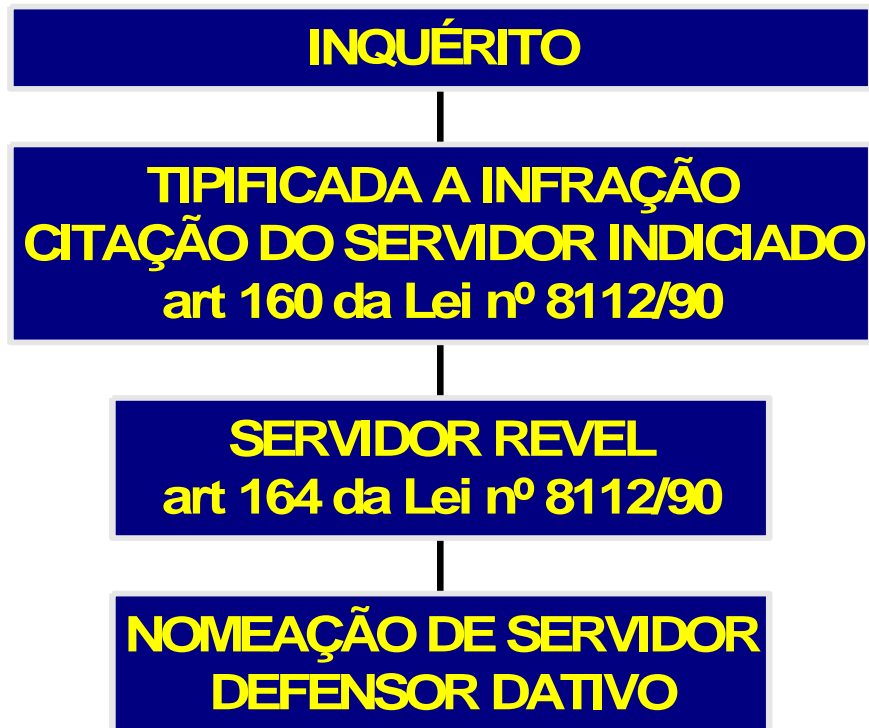 INQUÉRITO
TIPIFICADA A INFRAÇÃO
CITAÇÃO DO SERVIDOR INDICIADO
art 160 da Lei nº 8112/90
SERVIDOR REVEL
art 164 da Lei nº 8112/90
NOMEAÇÃO DE SERVIDOR
DEFENSOR DATIVO